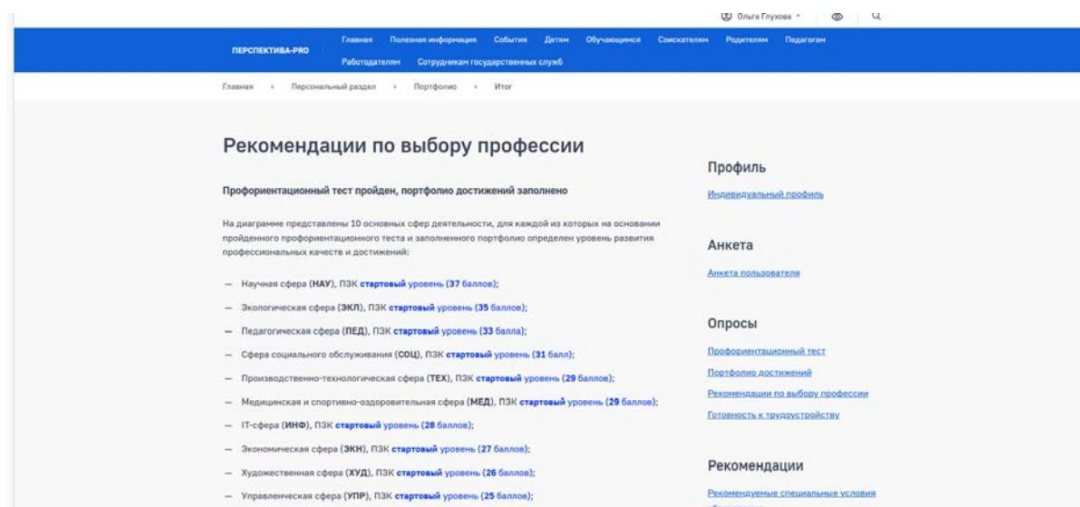 Ольга Глухова
ПЕРСПЕКТИВА-PRO
Главная Полезная информация События Детям Обучающимся Соискателям Родителям Педагогам
Работодателям Сотрудникам государственных служб
Главная › Персональный раздел › Портфолио › Итог
Рекомендации по выбору профессии
Профориентационный тест пройден, портфолио достижений заполнено
На диаграмме представлены 10 основных сфер деятельности, для каждой из которых на основании
пройденного профориентационного теста и заполненного портфолио определен уровень развития
профессиональных качеств и достижений:
— Научная сфера (НАУ), ПЗК стартовый уровень (37 баллов);
— Экологическая сфера (ЭКЛ), ПЗК стартовый уровень (35 баллов);
— Педагогическая сфера (ПЕД), ПЗК стартовый уровень (33 балла);
— Сфера социального обслуживания (СОЦ), ПЗК стартовый уровень (31 балл);
— Производственно-технологическая сфера (ТЕХ), ПЗК стартовый уровень (29 баллов);
— Медицинская и спортивно-оздоровительная сфера (МЕД), ПЗК стартовый уровень (29 баллов);
— IT-сфера (ИНФ), ПЗК стартовый уровень (28 баллов);
— Экономическая сфера (ЭКН), ПЗК стартовый уровень (27 баллов);
— Художественная сфера (ХУД), ПЗК стартовый уровень (26 баллов);
— Управленческая сфера (УПР), ПЗК стартовый уровень (25 баллов);
Профиль
Индивидуальный профиль
Анкета
Анкета пользователя
Опросы
Профориентационный тест
Портфолио достижений
Рекомендации по выбору профессии
Готовность к трудоустройству
Рекомендации
Рекомендуемые специальные условия